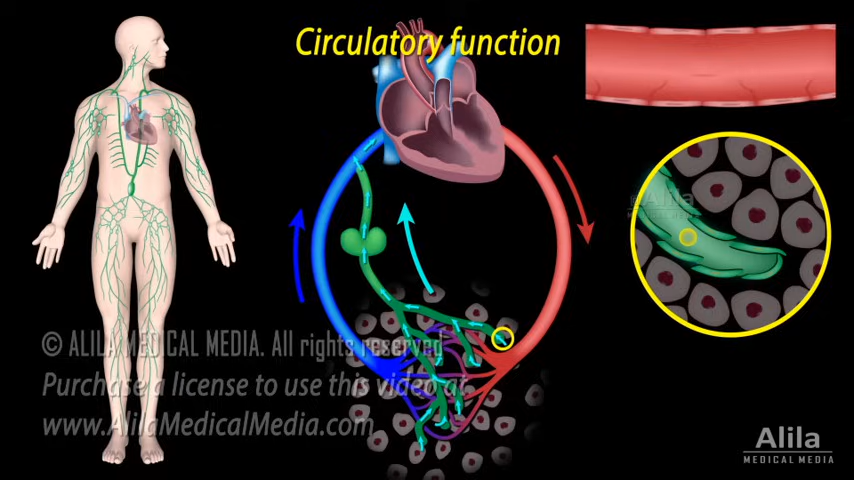 Circulatory function
Alila
© ALILA MEDICAL MEDIA. All rights reserved
Purchase a license to use this video at
www.AlilaMedicalMedia.com
Alila
MEDICAL MEDIA